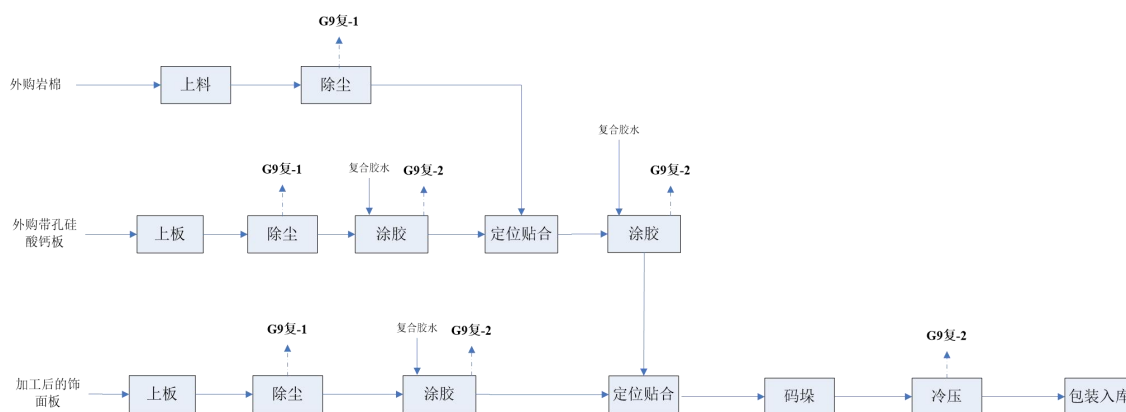 G9复-1
外购岩棉
上料
除尘
复合胶水
G9复-1
复合胶水
G9复-2
G9复-2
外购带孔硅
酸钙板
上板
除尘
涂胶
定位贴合
涂胶
G9复-1
复合胶水
G9复-2
G9复-2
加工后的饰
面板
上板
除尘
涂胶
定位贴合
码垛
冷压
包装入库